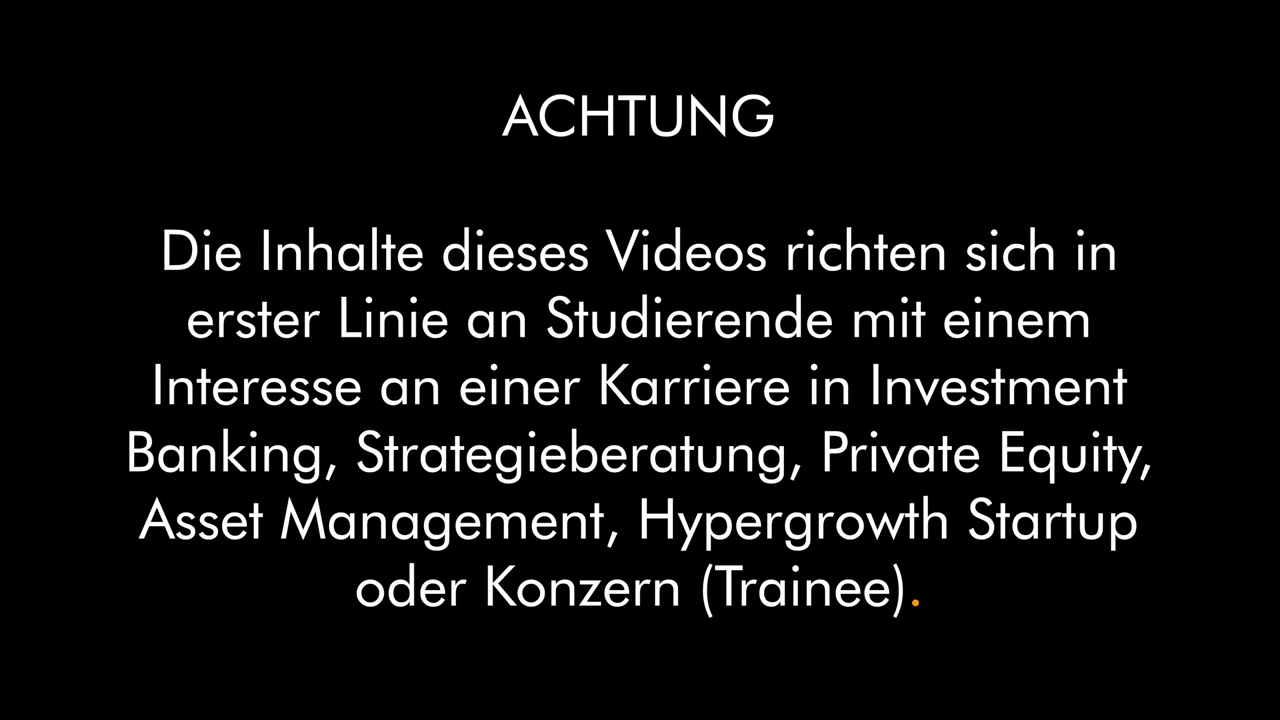 ACHTUNG
Die Inhalte dieses Videos richten sich in
erster Linie an Studierende mit einem
Interesse an einer Karriere in Investment
Banking, Strategieberatung, Private Equity,
Asset Management, Hypergrowth Startup
oder Konzern (Trainee).